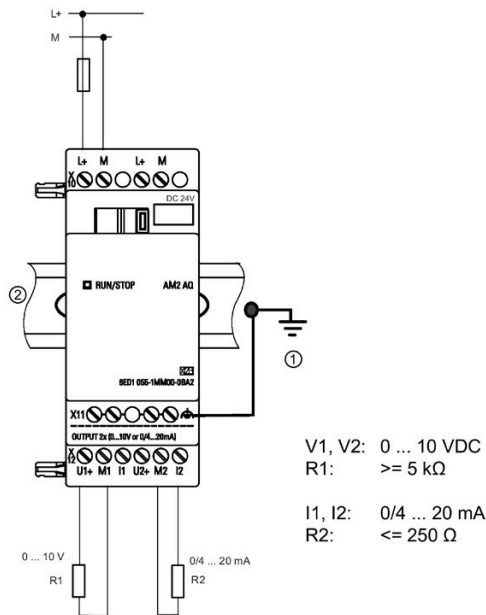 L+
M
L+ M L+ M
X10
DC 24V
②
RUN/STOP AM2 AQ
X 2 3
6ED1 055-1MM00-0BA2
①
X11
OUTPUT 2x (0...10V or 0/4...20mA)
X12
U1+ M1 I1 U2+ M2 I2
V1, V2: 0 ... 10 VDC
R1: >= 5 kΩ
I1, I2: 0/4 ... 20 mA
R2: <= 250 Ω
0 ... 10 V
R1
0/4 ... 20 mA
R2